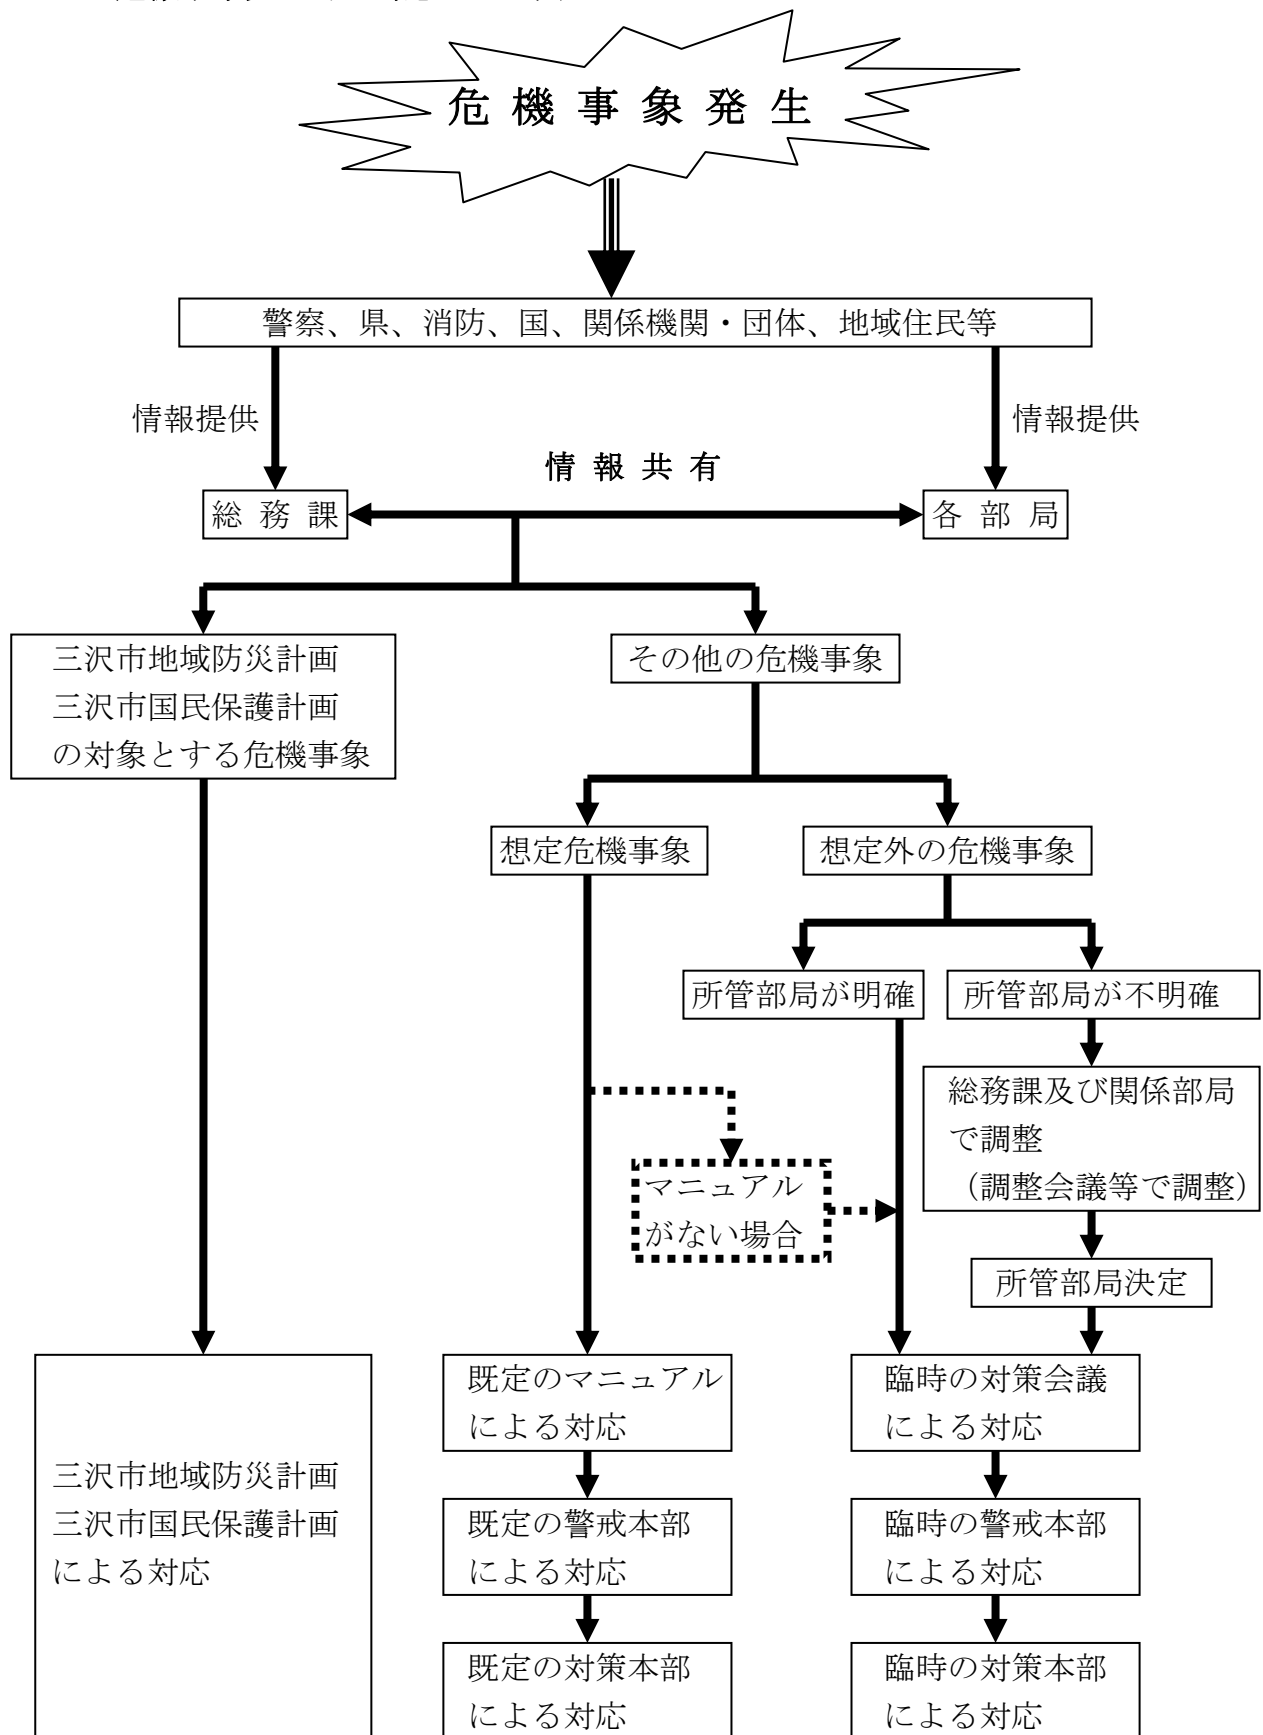 危機事象発生
警察、県、消防、国、関係機関・団体、地域住民等
情報提供
情報提供
情報共有
総務課
各部局
三沢市地域防災計画
三沢市国民保護計画
の対象とする危機事象
その他の危機事象
想定危機事象
想定外の危機事象
所管部局が明確
所管部局が不明確
総務課及び関係部局
で調整
（調整会議等で調整）
マニュアル
がない場合
所管部局決定
三沢市地域防災計画
三沢市国民保護計画
による対応
既定のマニュアル
による対応
臨時の対策会議
による対応
既定の警戒本部
による対応
臨時の警戒本部
による対応
既定の対策本部
による対応
臨時の対策本部
による対応